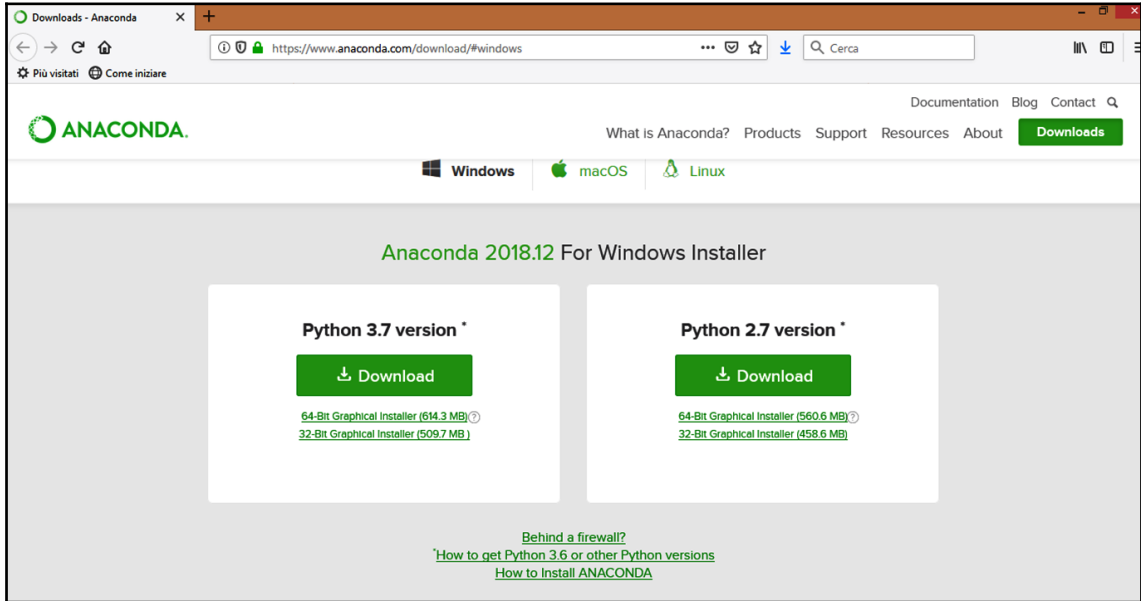 Downloads - Anaconda
https://www.anaconda.com/download/#windows
Cerca
Più visitati Come iniziare
Documentation Blog Contact
ANACONDA.
What is Anaconda? Products Support Resources About Downloads
Windows macOS Linux
Anaconda 2018.12 For Windows Installer
Python 3.7 version *
Download
64-Bit Graphical Installer (614.3 MB) ?
32-Bit Graphical Installer (509.7 MB )
Python 2.7 version *
Download
64-Bit Graphical Installer (560.6 MB) ?
32-Bit Graphical Installer (458.6 MB)
Behind a firewall?
*How to get Python 3.6 or other Python versions
How to Install ANACONDA